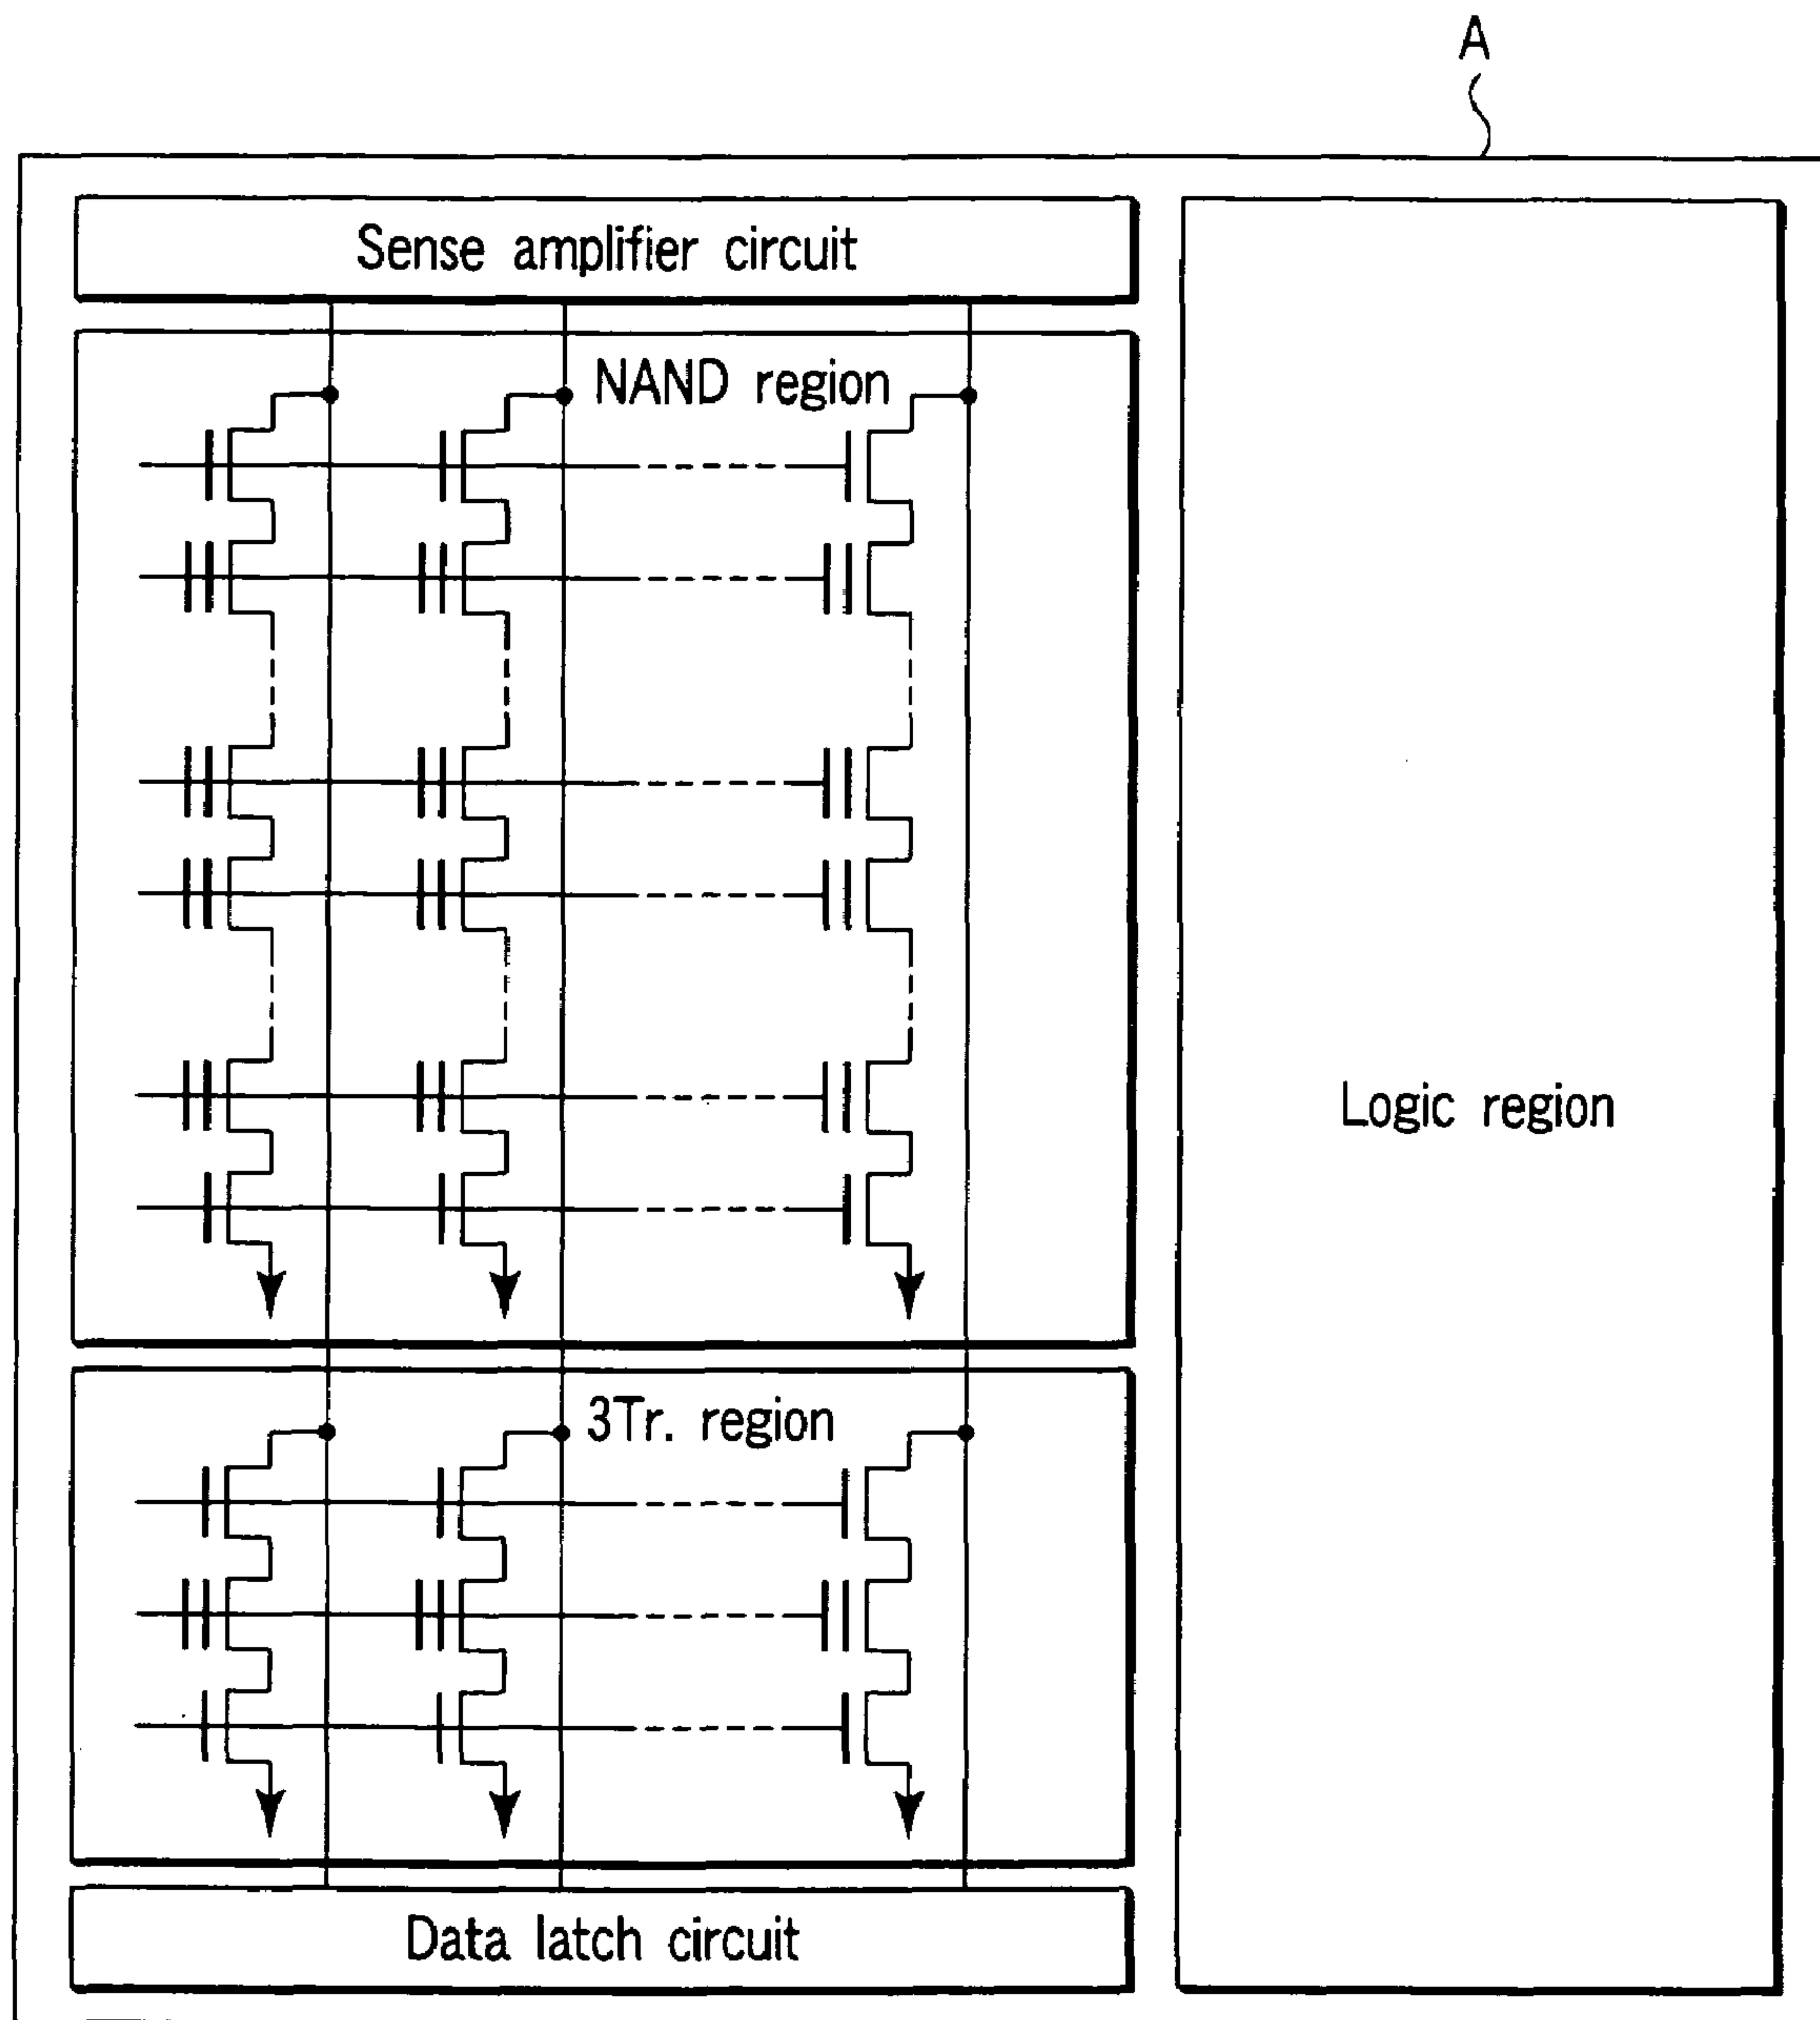 A
Sense amplifier circuit
NAND region
Logic region
3Tr. region
Data latch circuit